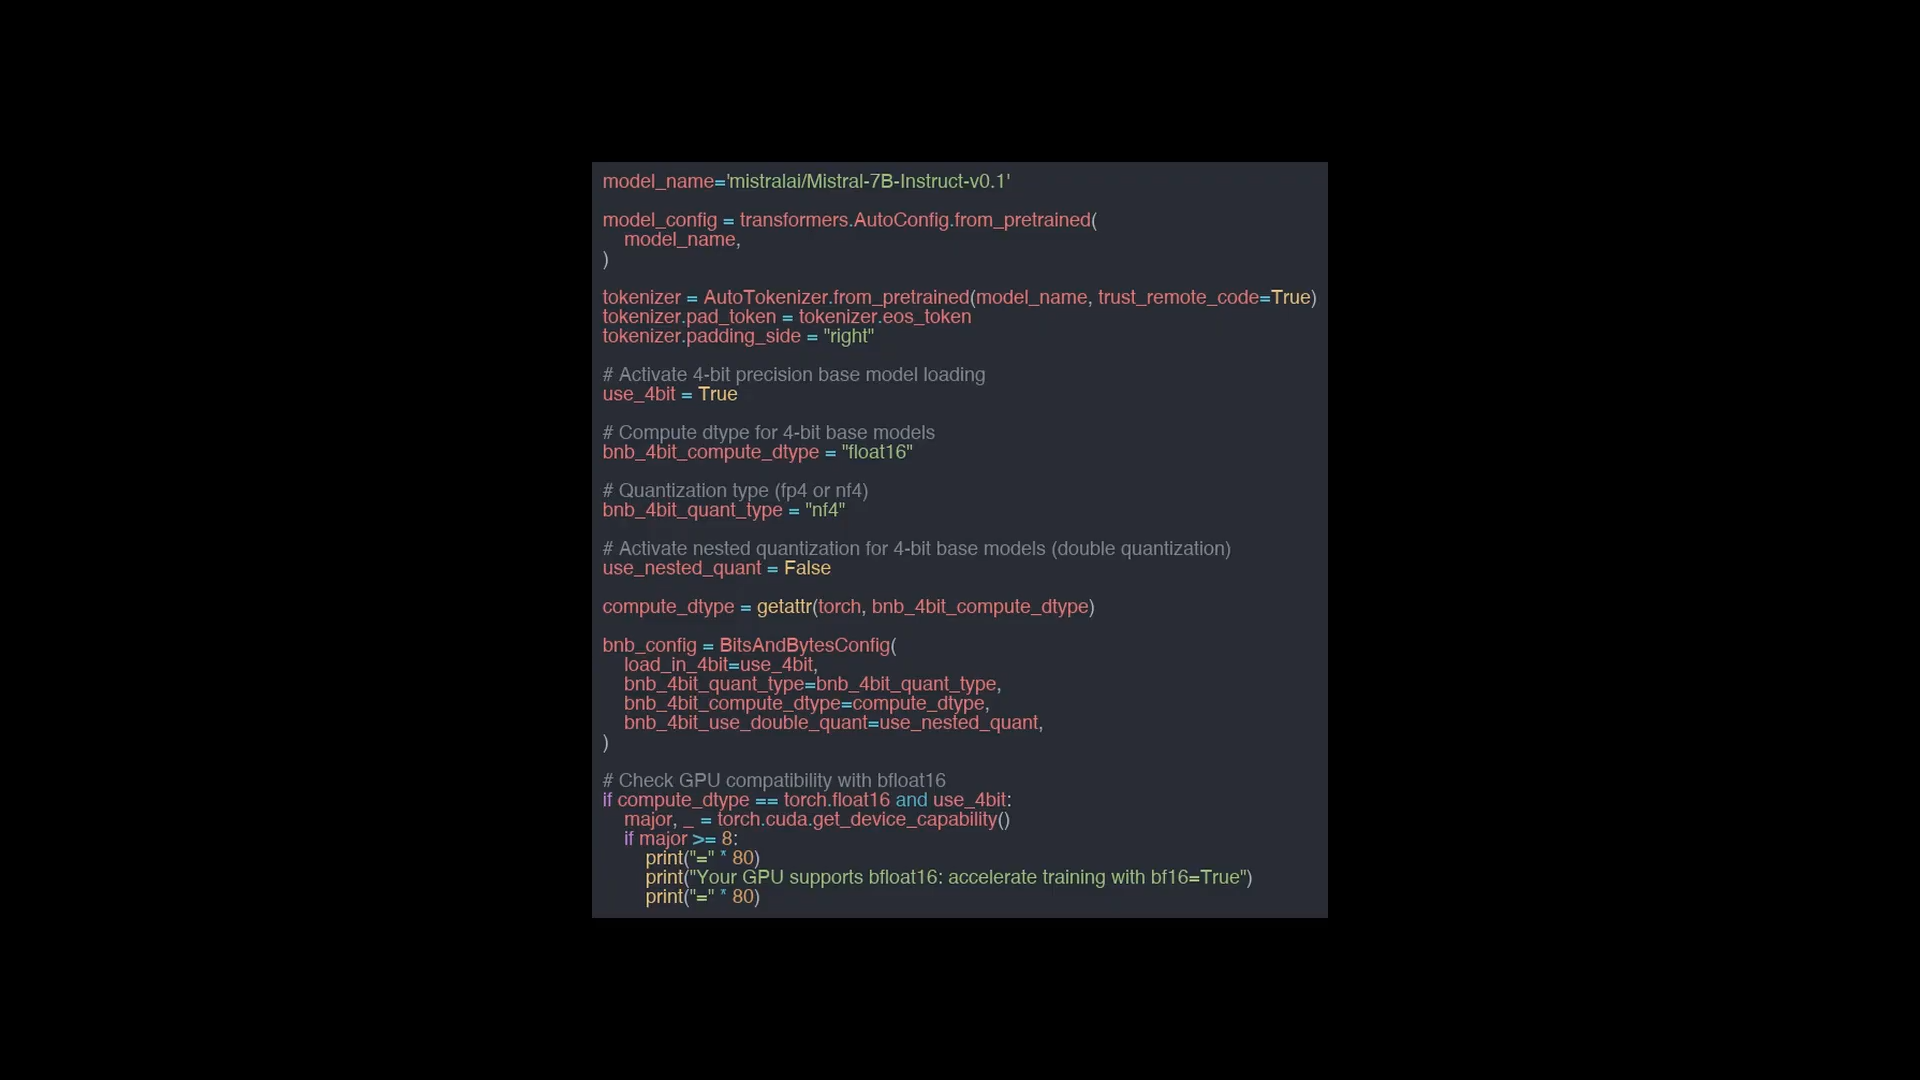 model_name='mistralai/Mistral-7B-Instruct-v0.1'

model_config = transformers.AutoConfig.from_pretrained(
    model_name,
)

tokenizer = AutoTokenizer.from_pretrained(model_name, trust_remote_code=True)
tokenizer.pad_token = tokenizer.eos_token
tokenizer.padding_side = "right"

# Activate 4-bit precision base model loading
use_4bit = True

# Compute dtype for 4-bit base models
bnb_4bit_compute_dtype = "float16"

# Quantization type (fp4 or nf4)
bnb_4bit_quant_type = "nf4"

# Activate nested quantization for 4-bit base models (double quantization)
use_nested_quant = False

compute_dtype = getattr(torch, bnb_4bit_compute_dtype)

bnb_config = BitsAndBytesConfig(
    load_in_4bit=use_4bit,
    bnb_4bit_quant_type=bnb_4bit_quant_type,
    bnb_4bit_compute_dtype=compute_dtype,
    bnb_4bit_use_double_quant=use_nested_quant,
)

# Check GPU compatibility with bfloat16
if compute_dtype == torch.float16 and use_4bit:
    major, _ = torch.cuda.get_device_capability()
    if major >= 8:
        print("=" * 80)
        print("Your GPU supports bfloat16: accelerate training with bf16=True")
        print("=" * 80)